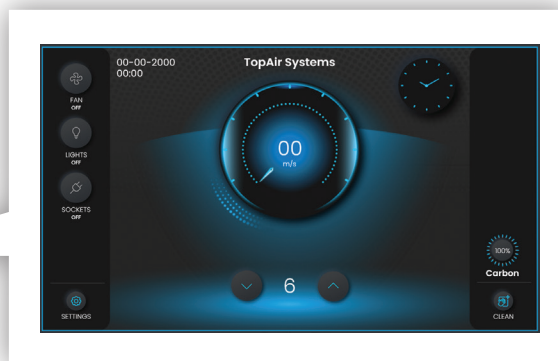 00-00-2000
00:00
TopAir Systems
FAN
OFF
LIGHTS
OFF
SOCKETS
OFF
SETTINGS
00
m/s
6
100%
Carbon
CLEAN